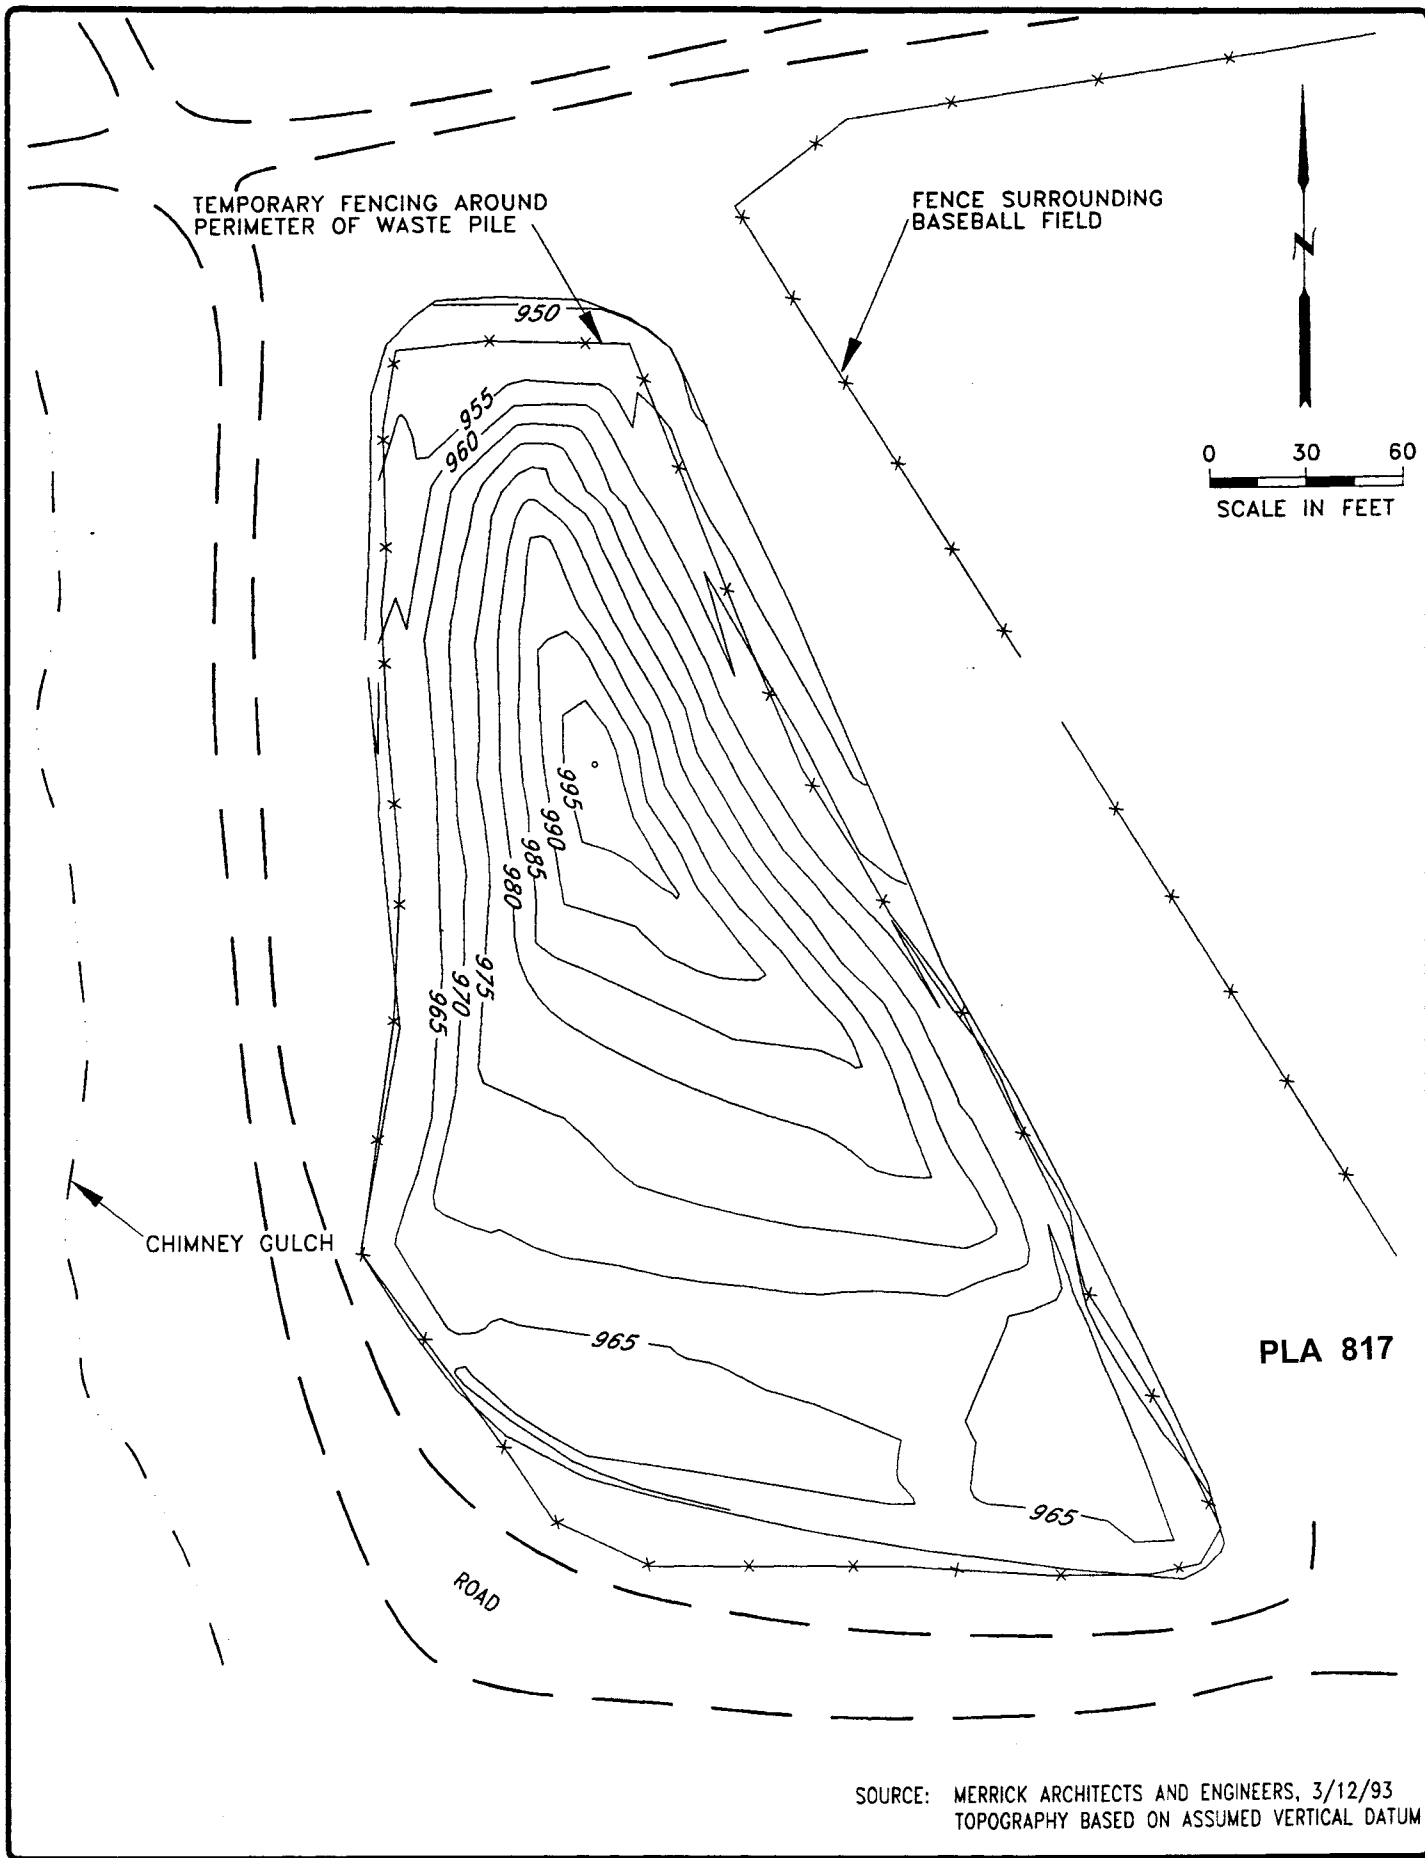 TEMPORARY FENCING AROUND
PERIMETER OF WASTE PILE
FENCE SURROUNDING
BASEBALL FIELD
N
0 30 60
SCALE IN FEET
950
955
960
995
990
985
980
975
970
965
CHIMNEY GULCH
965
PLA 817
965
ROAD
SOURCE: MERRICK ARCHITECTS AND ENGINEERS, 3/12/93
TOPOGRAPHY BASED ON ASSUMED VERTICAL DATUM